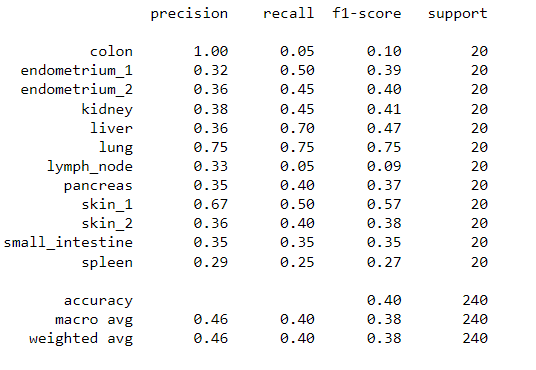 precision recall f1-score support
colon 1.00 0.05 0.10 20
endometrium_1 0.32 0.50 0.39 20
endometrium_2 0.36 0.45 0.40 20
kidney 0.38 0.45 0.41 20
liver 0.36 0.70 0.47 20
lung 0.75 0.75 0.75 20
lymph_node 0.33 0.05 0.09 20
pancreas 0.35 0.40 0.37 20
skin_1 0.67 0.50 0.57 20
skin_2 0.36 0.40 0.38 20
small_intestine 0.35 0.35 0.35 20
spleen 0.29 0.25 0.27 20
accuracy 0.40 240
macro avg 0.46 0.40 0.38 240
weighted avg 0.46 0.40 0.38 240